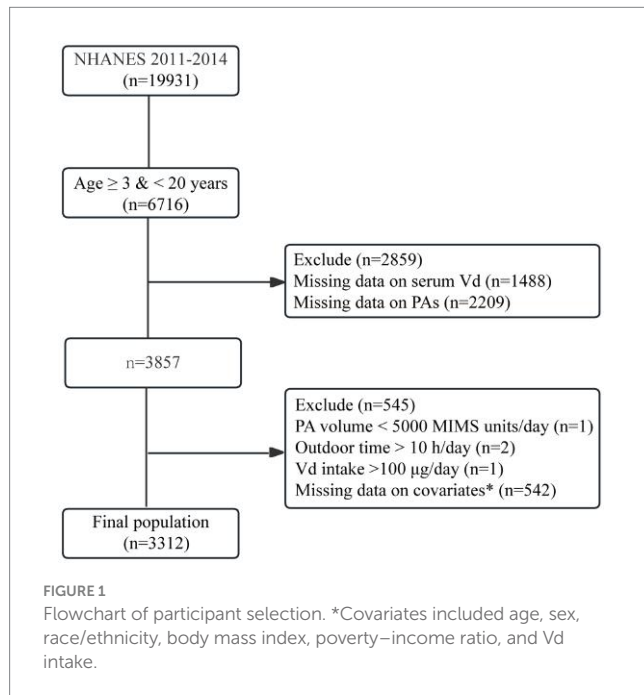 NHANES 2011-2014
(n=19931)
Age ≥ 3 & < 20 years
(n=6716)
Exclude (n=2859)
Missing data on serum Vd (n=1488)
Missing data on PAs (n=2209)
n=3857
Exclude (n=545)
PA volume < 5000 MIMS units/day (n=1)
Outdoor time > 10 h/day (n=2)
Vd intake >100 μg/day (n=1)
Missing data on covariates* (n=542)
Final population
(n=3312)
FIGURE 1
Flowchart of participant selection. *Covariates included age, sex,
race/ethnicity, body mass index, poverty–income ratio, and Vd
intake.